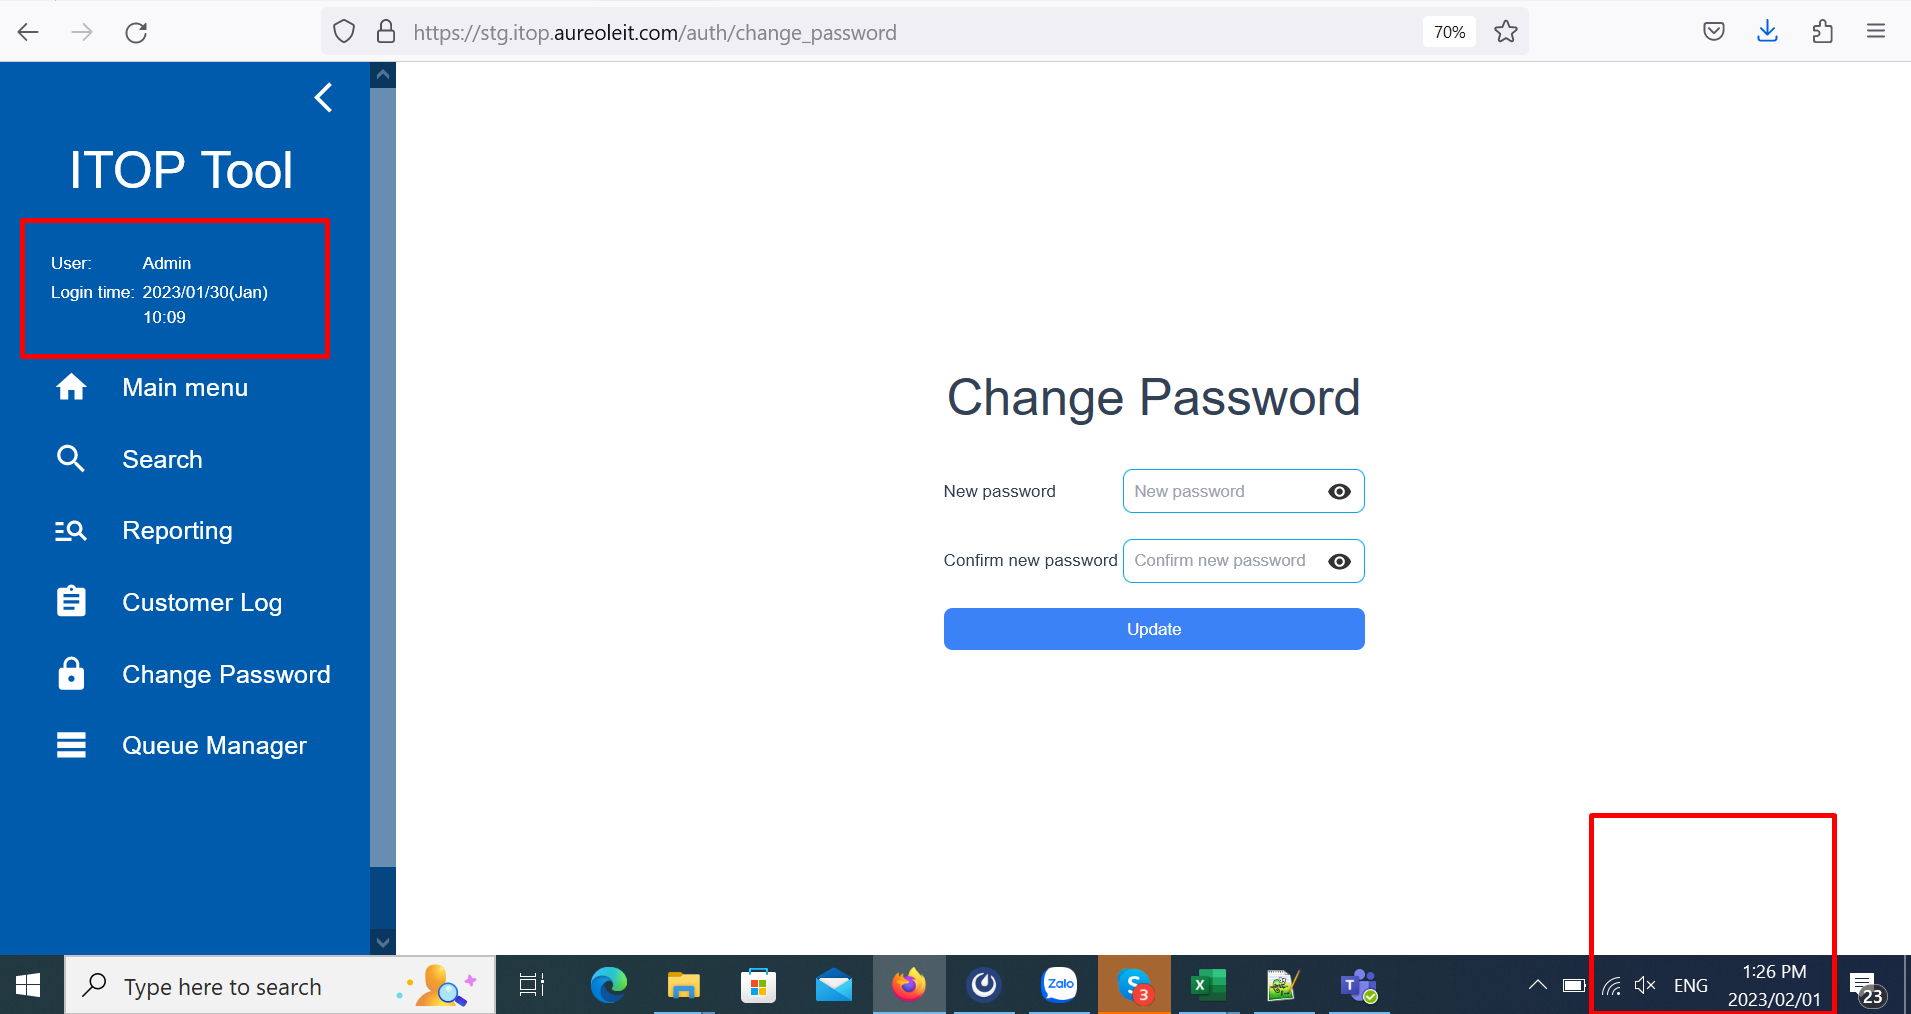 https://stg.itop.aureoleit.com/auth/change_password
70%
ITOP Tool
User: Admin
Login time: 2023/01/30(Jan)
10:09
Main menu
Search
Reporting
Customer Log
Change Password
Queue Manager
Change Password
New password New password
Confirm new password Confirm new password
Update
Type here to search
Zalo
S
3
X
T
ENG
1:26 PM
2023/02/01
23